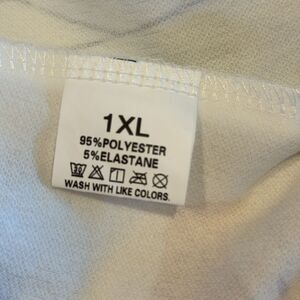 1XL
95%POLYESTER
5%ELASTANE
WASH WITH LIKE COLORS.